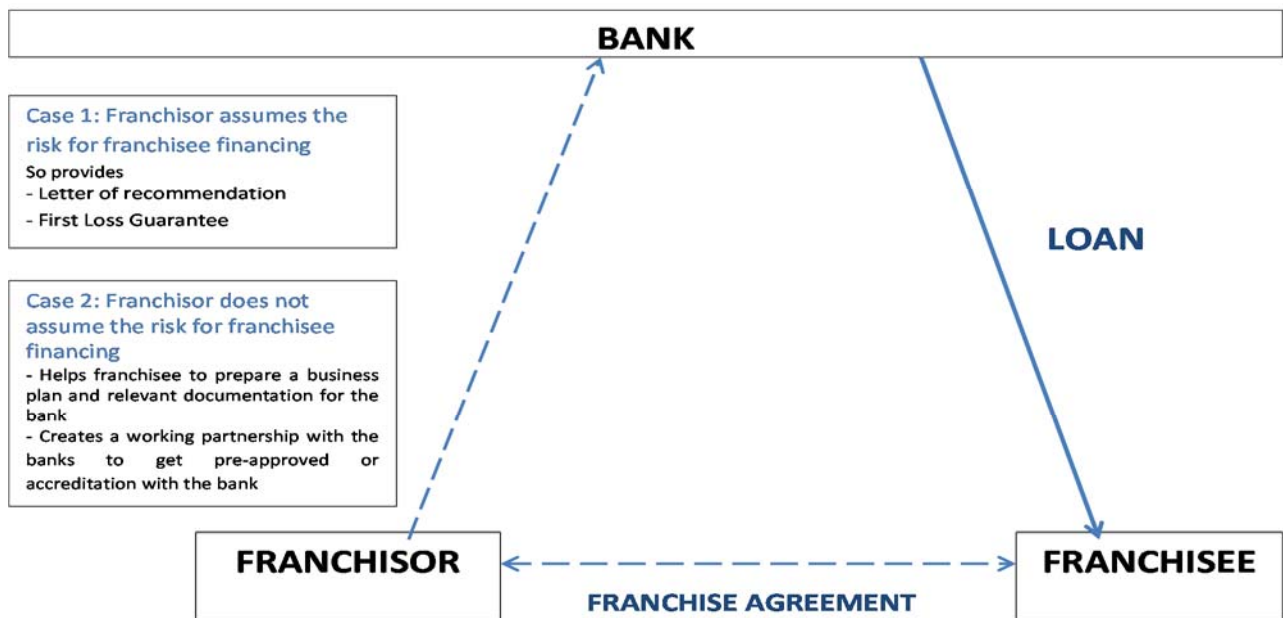 BANK
Case 1: Franchisor assumes the
risk for franchisee financing
So provides
- Letter of recommendation
- First Loss Guarantee
LOAN
Case 2: Franchisor does not
assume the risk for franchisee
financing
- Helps franchisee to prepare a business
plan and relevant documentation for the
bank
- Creates a working partnership with the
banks to get pre-approved or
accreditation with the bank
FRANCHISOR
FRANCHISEE
FRANCHISE AGREEMENT